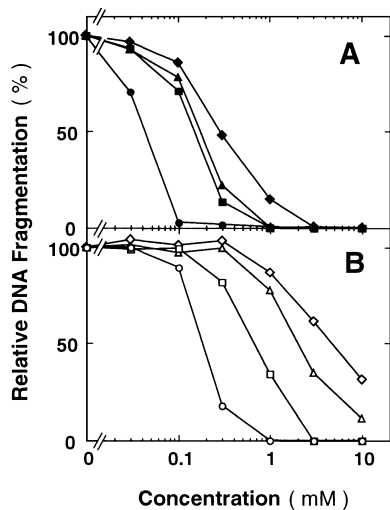 Relative DNA Fragmentation ( % )
100
50
0
A
100
50
0
B
0 0.1 1 10
Concentration ( mM )